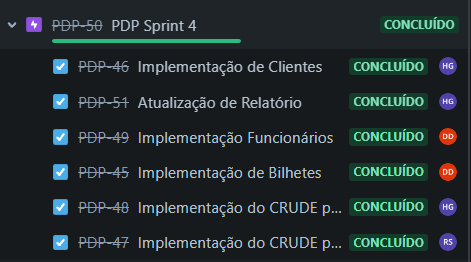 PDP-50 PDP Sprint 4 CONCLUÍDO
PDP-46 Implementação de Clientes CONCLUÍDO HG
PDP-51 Atualização de Relatório CONCLUÍDO HG
PDP-49 Implementação Funcionários CONCLUÍDO DD
PDP-45 Implementação de Bilhetes CONCLUÍDO DD
PDP-48 Implementação do CRUDE p... CONCLUÍDO HG
PDP-47 Implementação do CRUDE p... CONCLUÍDO RS